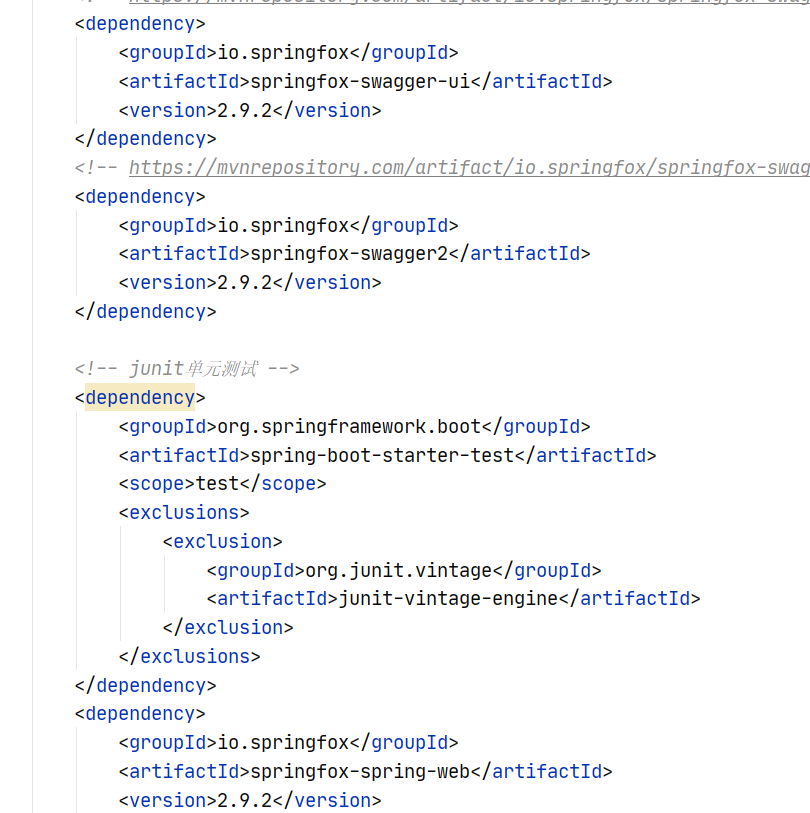 <dependency>
<groupId>io.springfox</groupId>
<artifactId>springfox-swagger-ui</artifactId>
<version>2.9.2</version>
</dependency>
<!-- https://mvnrepository.com/artifact/io.springfox/springfox-swag
<dependency>
<groupId>io.springfox</groupId>
<artifactId>springfox-swagger2</artifactId>
<version>2.9.2</version>
</dependency>
<!-- junit单元测试 -->
<dependency>
<groupId>org.springframework.boot</groupId>
<artifactId>spring-boot-starter-test</artifactId>
<scope>test</scope>
<exclusions>
<exclusion>
<groupId>org.junit.vintage</groupId>
<artifactId>junit-vintage-engine</artifactId>
</exclusion>
</exclusions>
</dependency>
<dependency>
<groupId>io.springfox</groupId>
<artifactId>springfox-spring-web</artifactId>
<version>2.9.2</version>